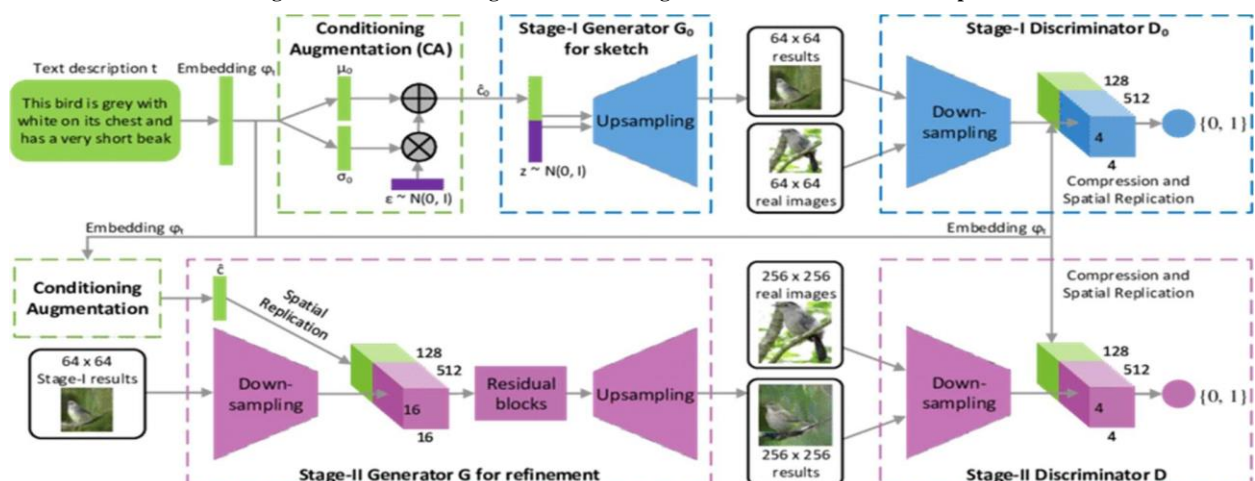 Conditioning
Augmentation (CA)
Stage-I Generator G₀
for sketch
Stage-I Discriminator D₀
Text description t
Embedding φₜ
This bird is grey with
white on its chest and
has a very short beak
μ₀
σ₀
ε ~ N(0, I)
ĉ₀
z ~ N(0, I)
Upsampling
64 x 64
results
64 x 64
real images
Down-
sampling
128
512
4
4
{0, 1}
Compression and
Spatial Replication
Embedding φₜ
Embedding φₜ
Conditioning
Augmentation
ĉ
Spatial
Replication
64 x 64
Stage-I results
Down-
sampling
128
512
16
16
Residual
blocks
Upsampling
256 x 256
real images
256 x 256
results
Compression and
Spatial Replication
Down-
sampling
128
512
4
4
{0, 1}
Stage-II Generator G for refinement
Stage-II Discriminator D